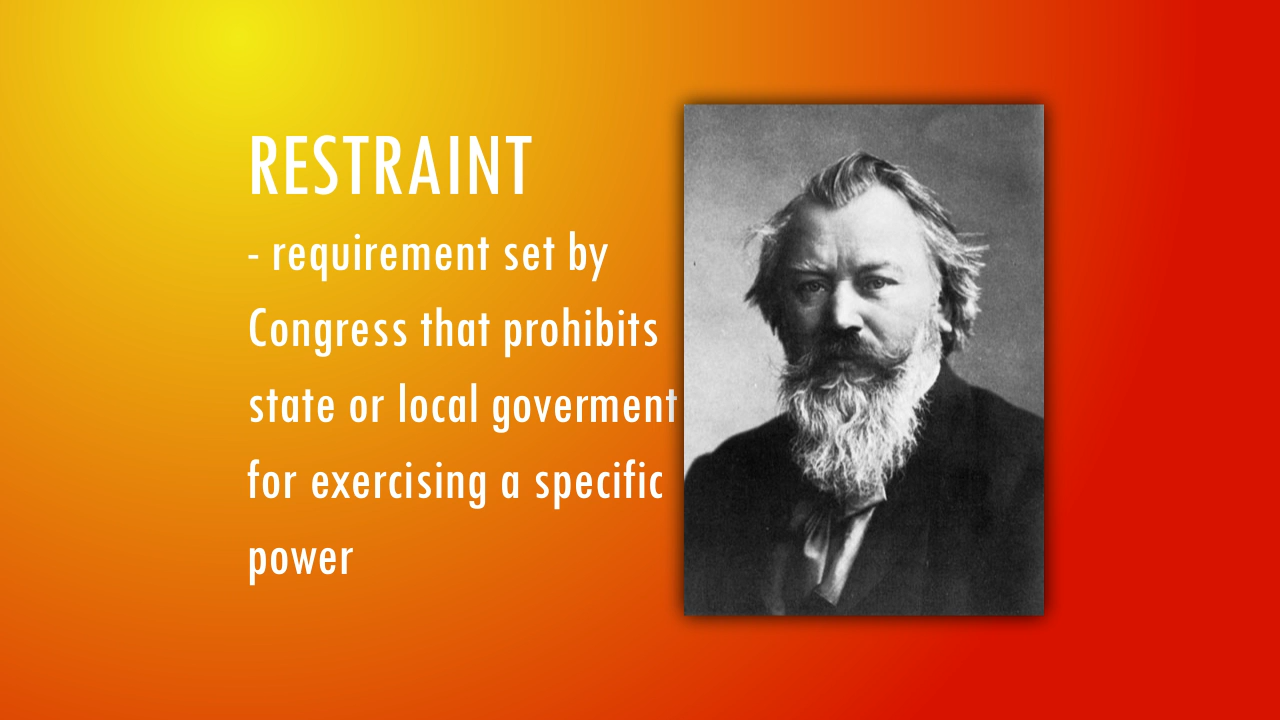 RESTRAINT
- requirement set by
Congress that prohibits
state or local goverment
for exercising a specific
power